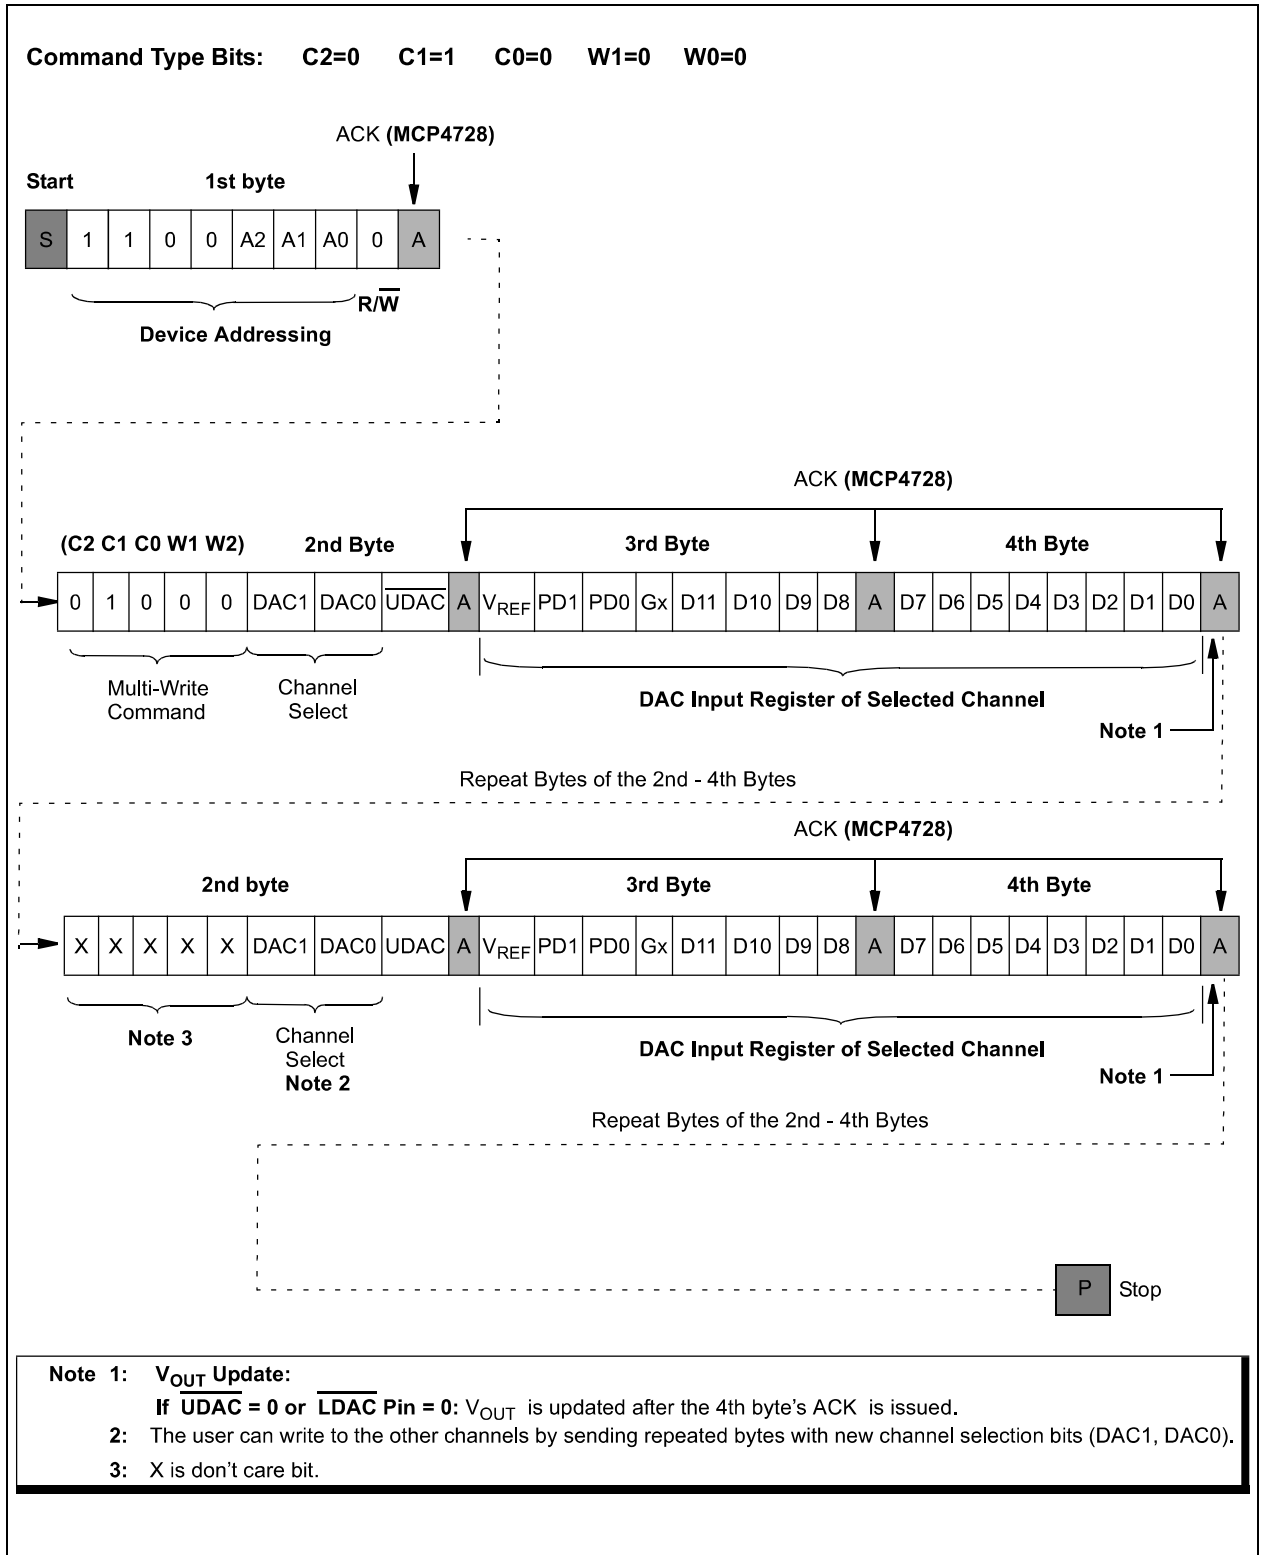 Command Type Bits: C2=0 C1=1 C0=0 W1=0 W0=0
ACK (MCP4728)
Start 1st byte
S 1 1 0 0 A2 A1 A0 0 A
R/W
Device Addressing
ACK (MCP4728)
(C2 C1 C0 W1 W2) 2nd Byte 3rd Byte 4th Byte
0 1 0 0 0 DAC1 DAC0 UDAC A VREF PD1 PD0 Gx D11 D10 D9 D8 A D7 D6 D5 D4 D3 D2 D1 D0 A
Multi-Write Channel
Command Select
DAC Input Register of Selected Channel
Note 1
Repeat Bytes of the 2nd - 4th Bytes
ACK (MCP4728)
2nd byte 3rd Byte 4th Byte
X X X X X DAC1 DAC0 UDAC A VREF PD1 PD0 Gx D11 D10 D9 D8 A D7 D6 D5 D4 D3 D2 D1 D0 A
Note 3 Channel
Select
Note 2
DAC Input Register of Selected Channel
Note 1
Repeat Bytes of the 2nd - 4th Bytes
P Stop
Note 1: VOUT Update:
If UDAC = 0 or LDAC Pin = 0: VOUT is updated after the 4th byte's ACK is issued.
2: The user can write to the other channels by sending repeated bytes with new channel selection bits (DAC1, DAC0).
3: X is don't care bit.